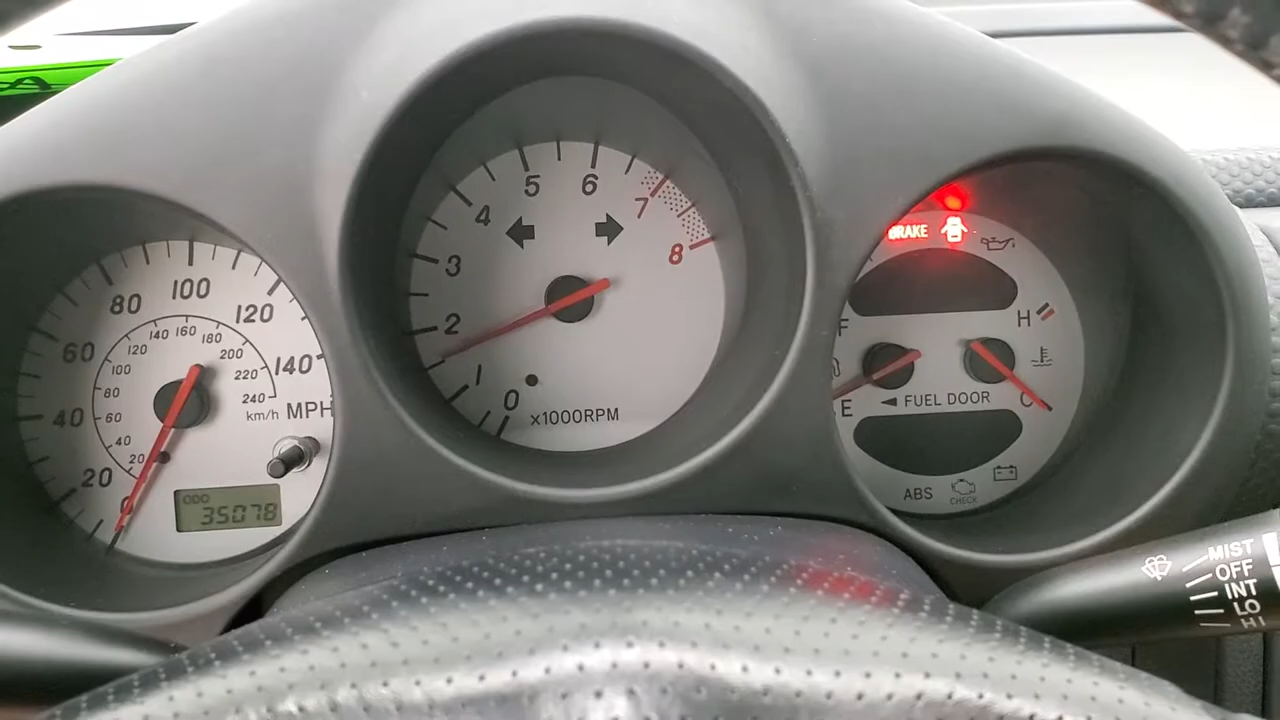 20
40
60
80
100
120
140
MPH
20
40
60
80
100
120
140
160
180
200
220
240
km/h
ODO
35078
0
1
2
3
4
5
6
7
8
x1000RPM
BRAKE
F
E
H
C
◄ FUEL DOOR
ABS
CHECK
MIST
OFF
INT
LO
HI